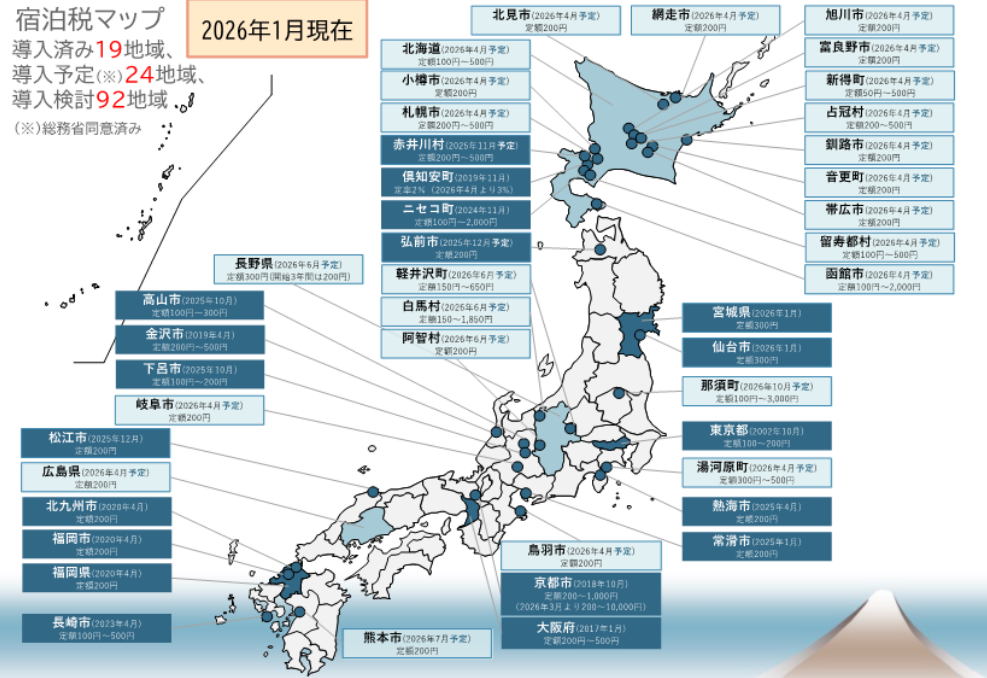 宿泊税マップ
導入済み19地域、
導入予定(※)24地域、
導入検討92地域
(※)総務省同意済み
2026年1月現在
北見市(2026年4月予定)
定額200円
網走市(2026年4月予定)
定額200円
旭川市(2026年4月予定)
定額200円
北海道(2026年4月予定)
定額100円～500円
富良野市(2026年4月予定)
定額200円
小樽市(2026年4月予定)
定額200円
新得町(2026年4月予定)
定額50円～500円
札幌市(2026年4月予定)
定額200円～500円
占冠村(2026年4月予定)
定額200～500円
赤井川村(2025年11月予定)
定額200円～500円
釧路市(2026年4月予定)
定額200円
倶知安町(2019年11月)
定率2％（2026年4月より3%）
音更町(2026年4月予定)
定額200円
ニセコ町(2024年11月)
定額100円～2,000円
帯広市(2026年4月予定)
定額200円
弘前市(2025年12月予定)
定額200円
留寿都村(2026年4月予定)
定額100円～500円
長野県(2026年6月予定)
定額300円(開始3年間は200円)
軽井沢町(2026年6月予定)
定額150円～650円
函館市(2026年4月予定)
定額100円～2,000円
高山市(2025年10月)
定額100円～300円
白馬村(2025年6月予定)
定額150～1,850円
宮城県(2026年1月)
定額300円
金沢市(2019年4月)
定額200円～500円
阿智村(2026年6月予定)
定額200円
仙台市(2026年1月)
定額300円
下呂市(2025年10月)
定額100円～200円
那須町(2026年10月予定)
定額100円～3,000円
岐阜市(2026年4月予定)
定額200円
東京都(2002年10月)
定額100～200円
松江市(2025年12月)
定額200円
広島県(2026年4月予定)
定額200円
湯河原町(2026年4月予定)
定額300円～500円
北九州市(2020年4月)
定額200円
熱海市(2025年4月)
定額200円
福岡市(2020年4月)
定額200円
常滑市(2025年1月)
定額200円
鳥羽市(2026年4月予定)
定額200円
福岡県(2020年4月)
定額200円
京都市(2018年10月)
定額200～1,000円
(2026年3月より200～10,000円)
長崎市(2023年4月)
定額100円～500円
大阪府(2017年1月)
定額200円～500円
熊本市(2026年7月予定)
定額200円